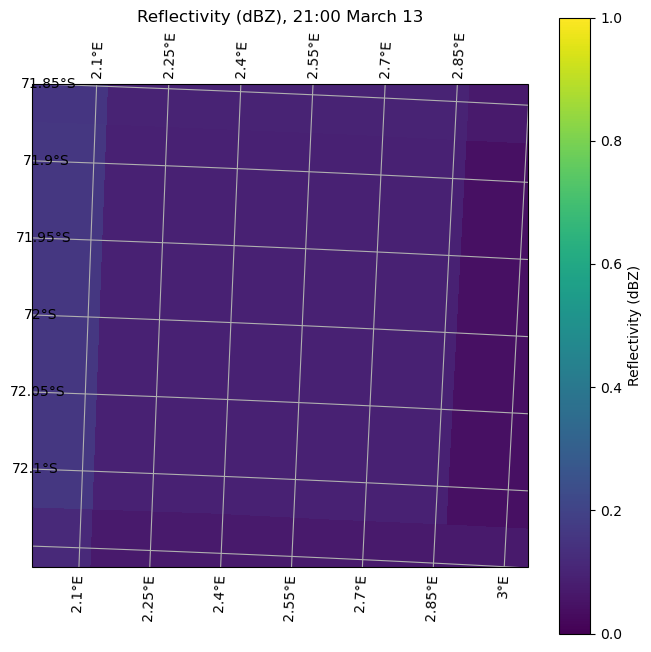 Reflectivity (dBZ), 21:00 March 13
2.1°E 2.25°E 2.4°E 2.55°E 2.7°E 2.85°E
71.85°S
71.9°S
71.95°S
72°S
72.05°S
72.1°S
2.1°E 2.25°E 2.4°E 2.55°E 2.7°E 2.85°E 3°E
1.0
0.8
0.6
0.4
0.2
0.0
Reflectivity (dBZ)